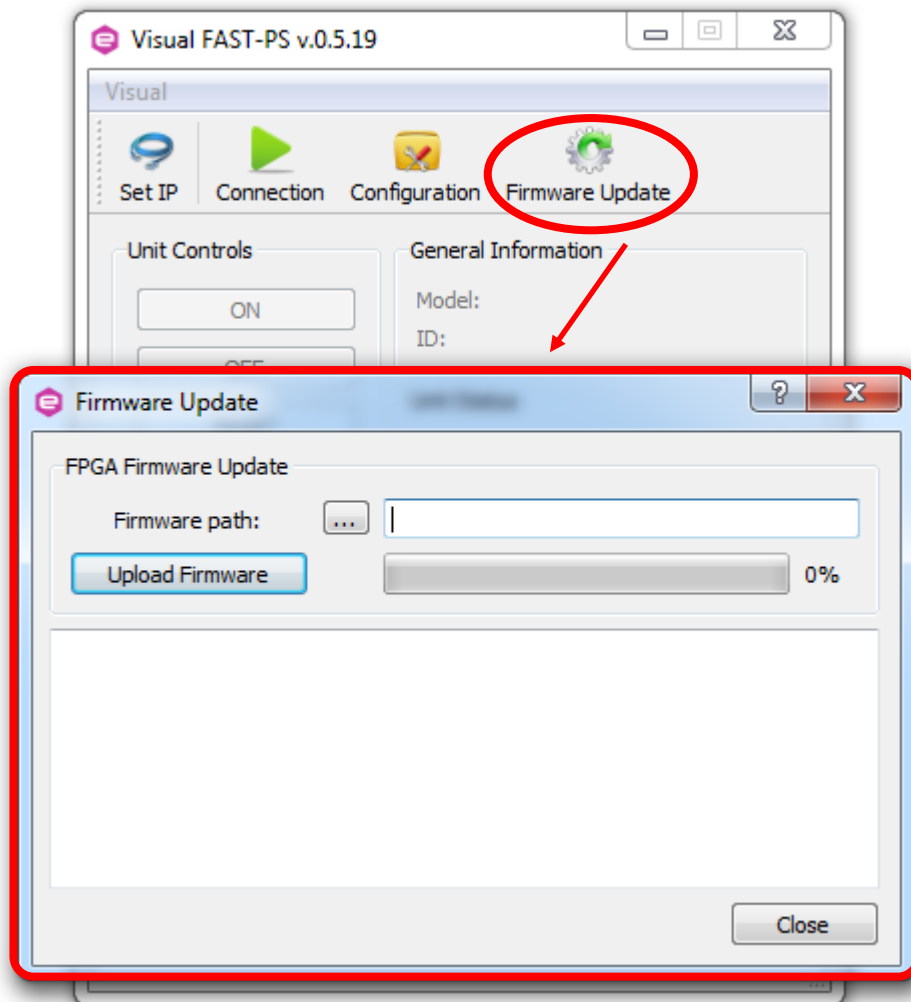 Visual FAST-PS v.0.5.19
Visual
Set IP Connection Configuration Firmware Update
Unit Controls General Information
ON Model:
ID:
Firmware Update
FPGA Firmware Update
Firmware path: ...
Upload Firmware 0%
Close